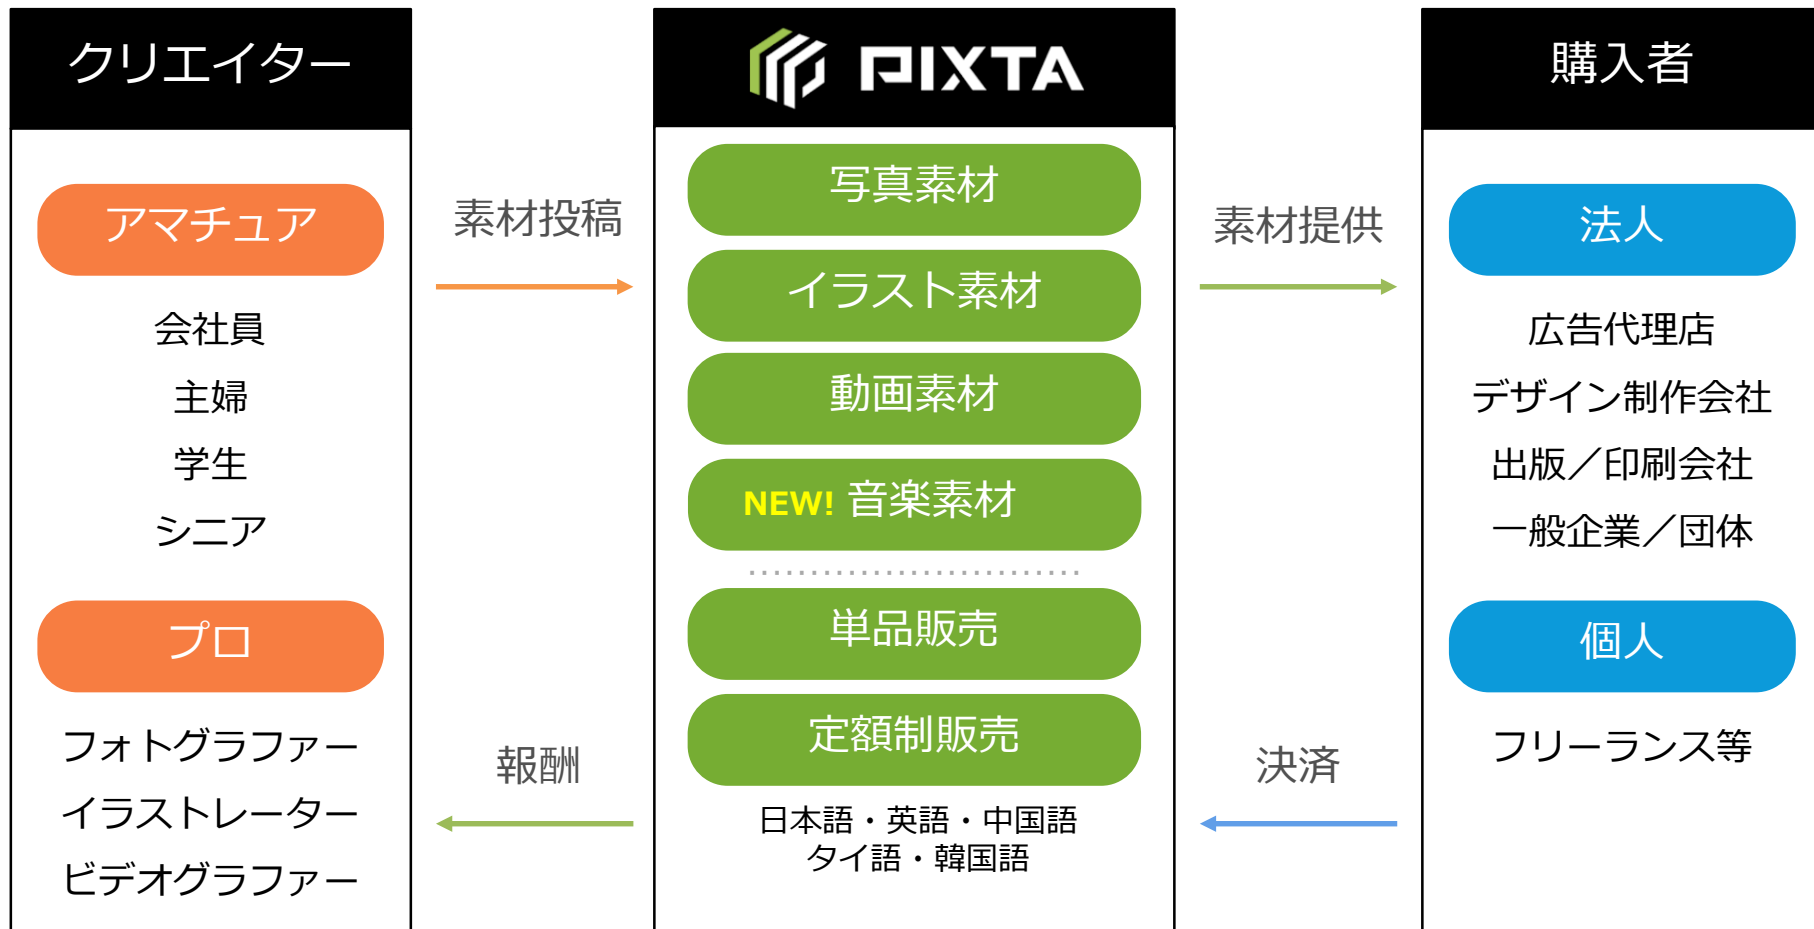 クリエイター
アマチュア
会社員
主婦
学生
シニア
プロ
フォトグラファー
イラストレーター
ビデオグラファー
素材投稿
報酬
PIXTA
写真素材
イラスト素材
動画素材
NEW! 音楽素材
単品販売
定額制販売
日本語・英語・中国語
タイ語・韓国語
素材提供
決済
購入者
法人
広告代理店
デザイン制作会社
出版／印刷会社
一般企業／団体
個人
フリーランス等